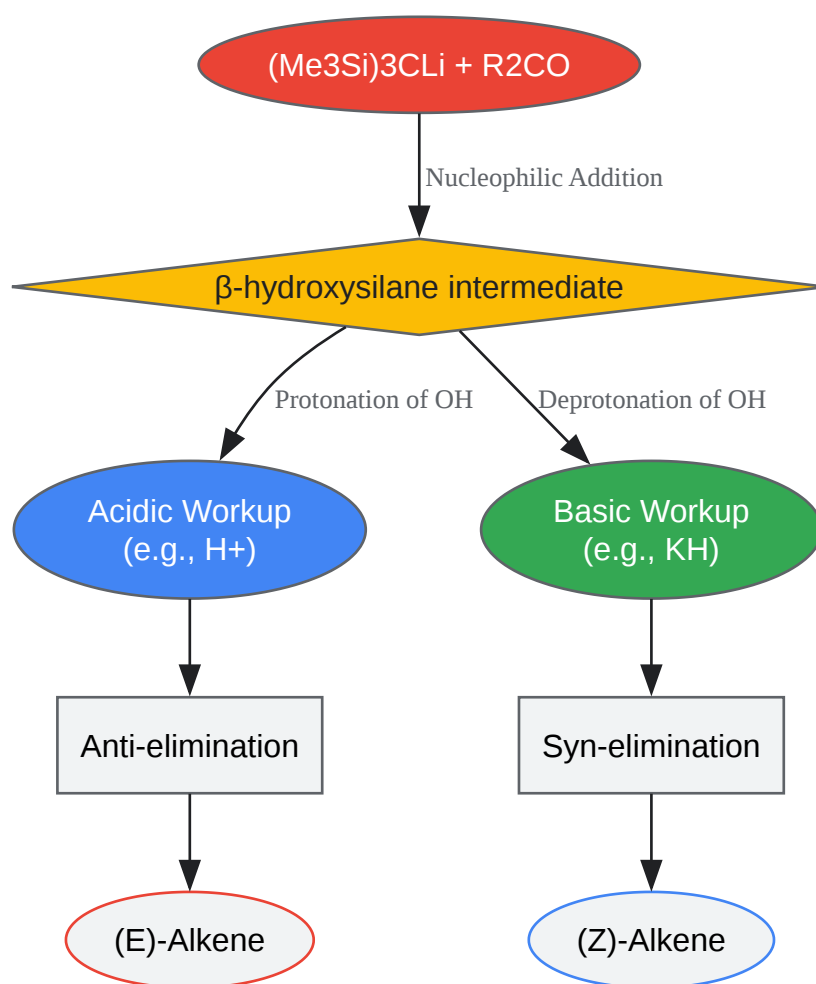 (Me3Si)3CLi + R2CO
Nucleophilic Addition
β-hydroxysilane intermediate
Protonation of OH
Deprotonation of OH
Acidic Workup
(e.g., H+)
Basic Workup
(e.g., KH)
Anti-elimination
Syn-elimination
(E)-Alkene
(Z)-Alkene